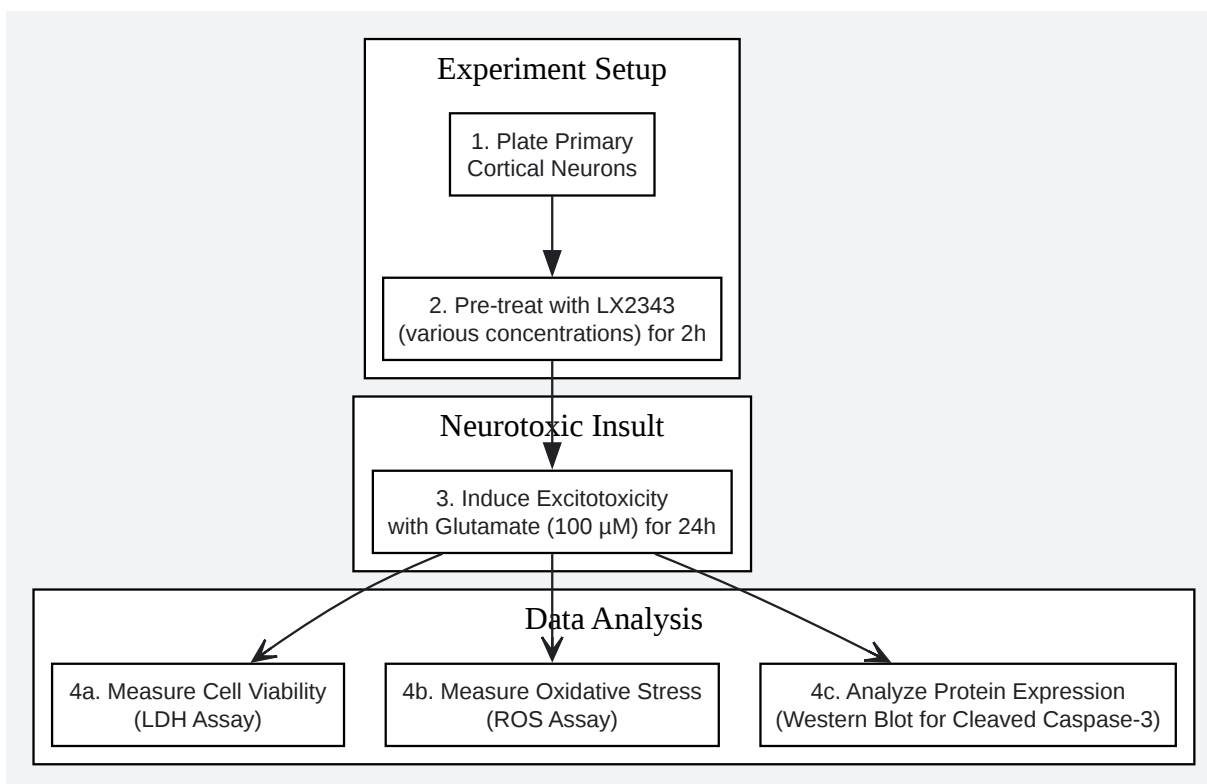 Experiment Setup
1. Plate Primary
Cortical Neurons
2. Pre-treat with LX2343
(various concentrations) for 2h
Neurotoxic Insult
3. Induce Excitotoxicity
with Glutamate (100 µM) for 24h
Data Analysis
4a. Measure Cell Viability
(LDH Assay)
4b. Measure Oxidative Stress
(ROS Assay)
4c. Analyze Protein Expression
(Western Blot for Cleaved Caspase-3)